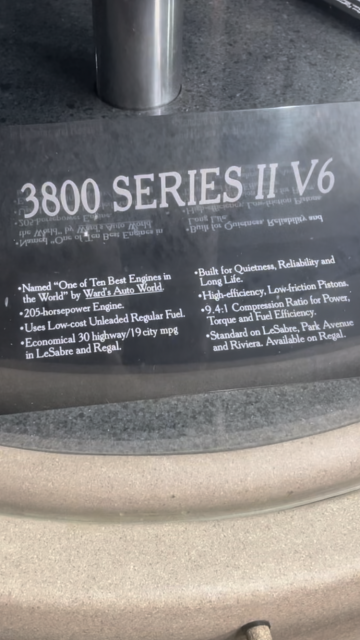 3800 SERIES II V6
•Named "One of Ten Best Engines in
the World" by Ward's Auto World.
•205-horsepower Engine.
•Uses Low-cost Unleaded Regular Fuel.
•Economical 30 highway/19 city mpg
in LeSabre and Regal.
•Built for Quietness, Reliability and
Long Life.
•High-efficiency, Low-friction Pistons.
•9.4:1 Compression Ratio for Power,
Torque and Fuel Efficiency.
•Standard on LeSabre, Park Avenue
and Riviera. Available on Regal.